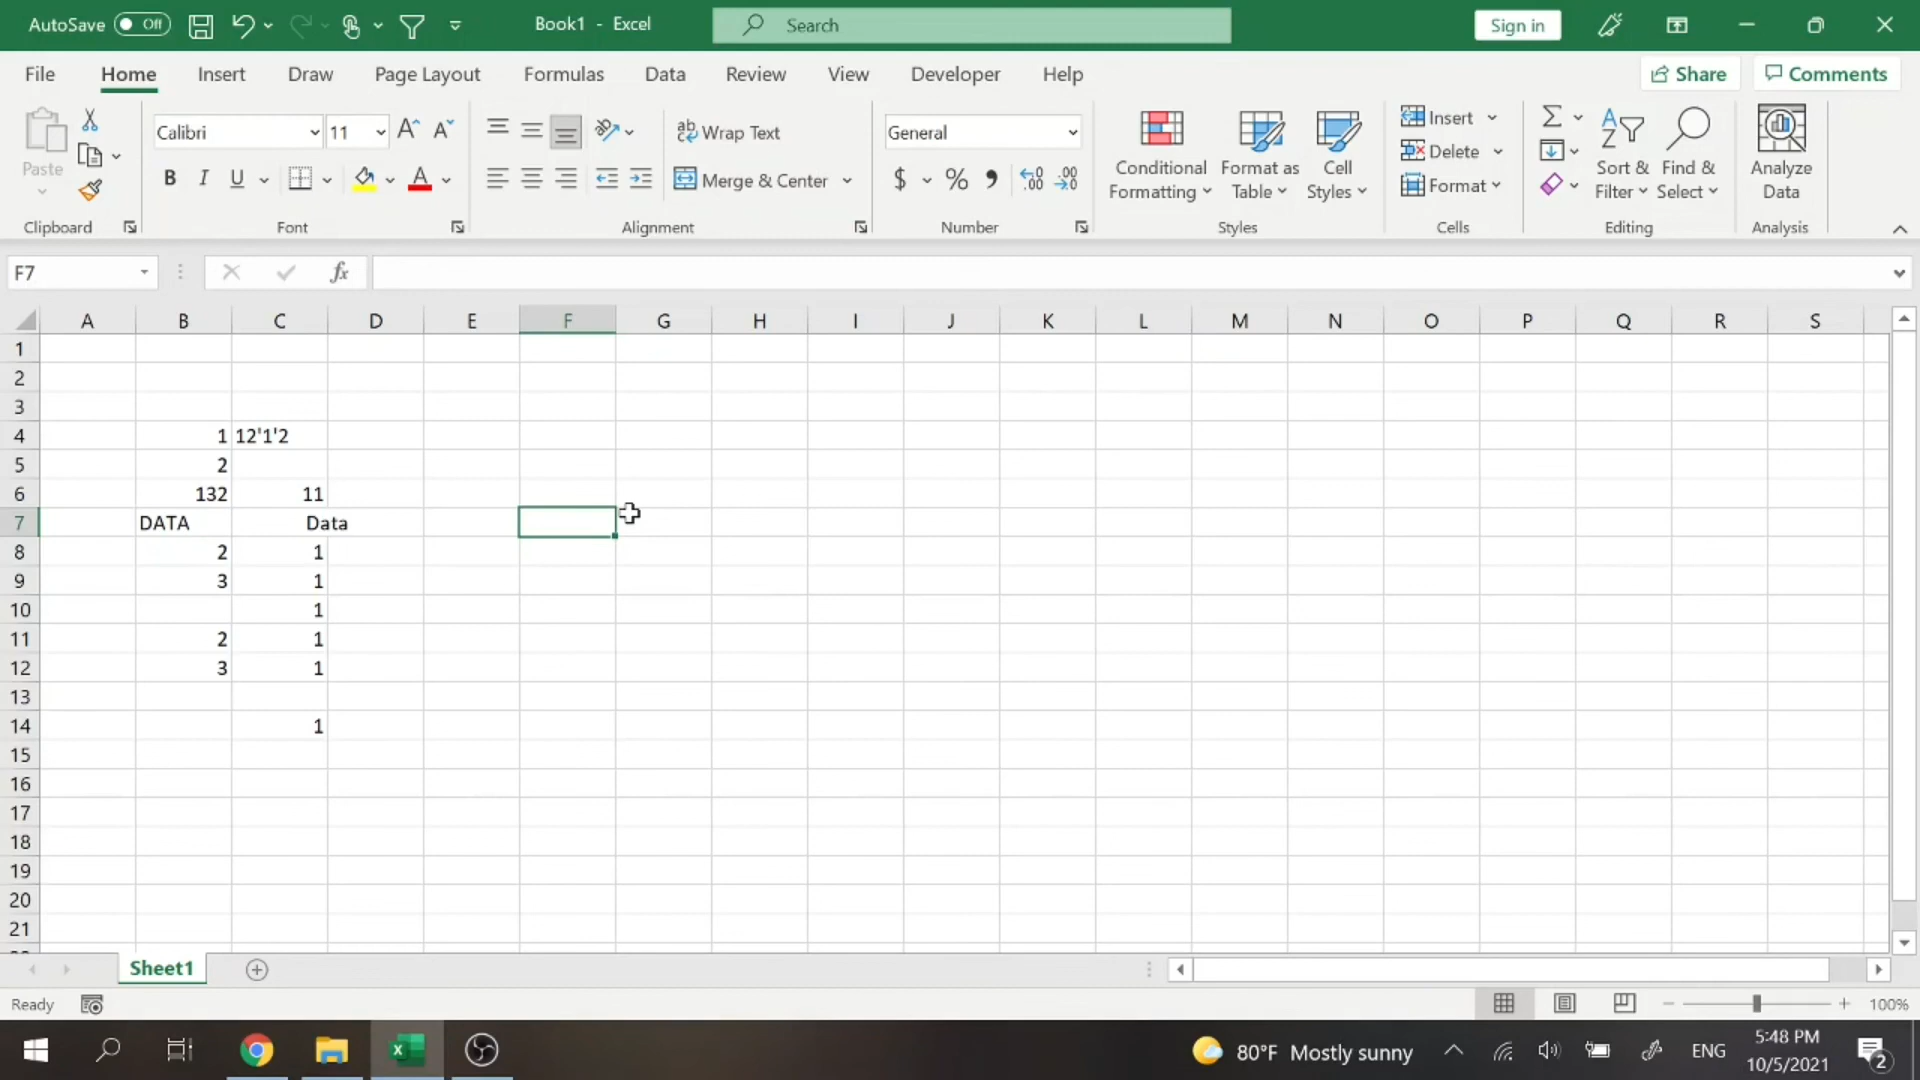 AutoSave Off Book1 - Excel Search Sign in
File Home Insert Draw Page Layout Formulas Data Review View Developer Help Share Comments
Calibri 11 ab Wrap Text General Insert Σ
Paste Conditional Format as Cell Delete Sort & Find & Analyze
B I U A Merge & Center $ % Formatting Table Styles Format Filter Select Data
Clipboard Font Alignment Number Styles Cells Editing Analysis
F7 fx
A B C D E F G H I J K L M N O P Q R S
1
2
3
4 1 12'1'2
5 2
6 132 11
7 DATA Data
8 2 1
9 3 1
10 1
11 2 1
12 3 1
13
14 1
15
16
17
18
19
20
21
Sheet1
Ready 100%
80°F Mostly sunny ENG 5:48 PM
10/5/2021 2